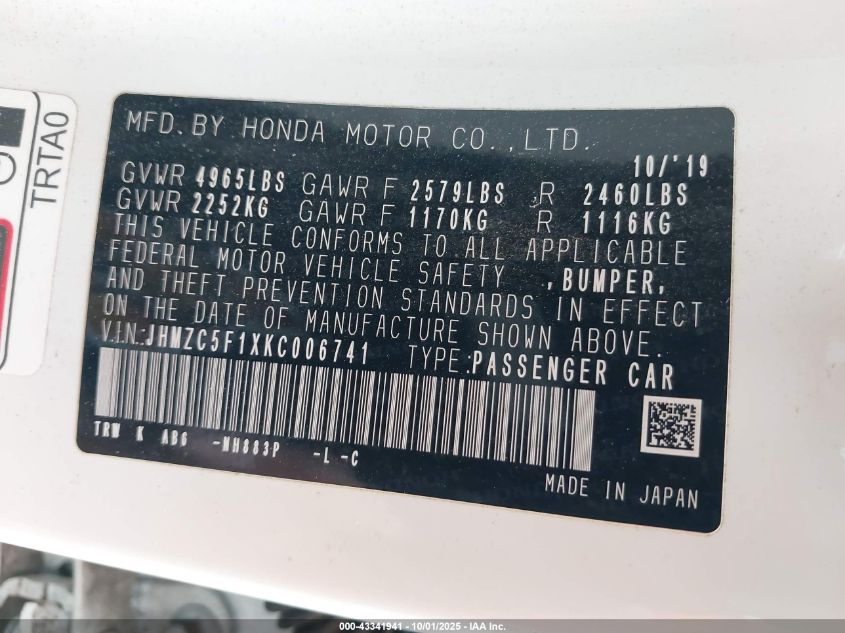 TRTA0
MFD.BY HONDA MOTOR CO.,LTD.
10/'19
GVWR 4965LBS GAWR F 2579LBS R 2460LBS
GVWR 2252KG GAWR F 1170KG R 1116KG
THIS VEHICLE CONFORMS TO ALL APPLICABLE
FEDERAL MOTOR VEHICLE SAFETY ,BUMPER,
AND THEFT PREVENTION STANDARDS IN EFFECT
ON THE DATE OF MANUFACTURE SHOWN ABOVE.
V.I.N:JHMZC5F1XKC006741 TYPE:PASSENGER CAR
TRW K AB6 -NH883P -L -C
MADE IN JAPAN
000-43341941 - 10/01/2025 - IAA Inc.